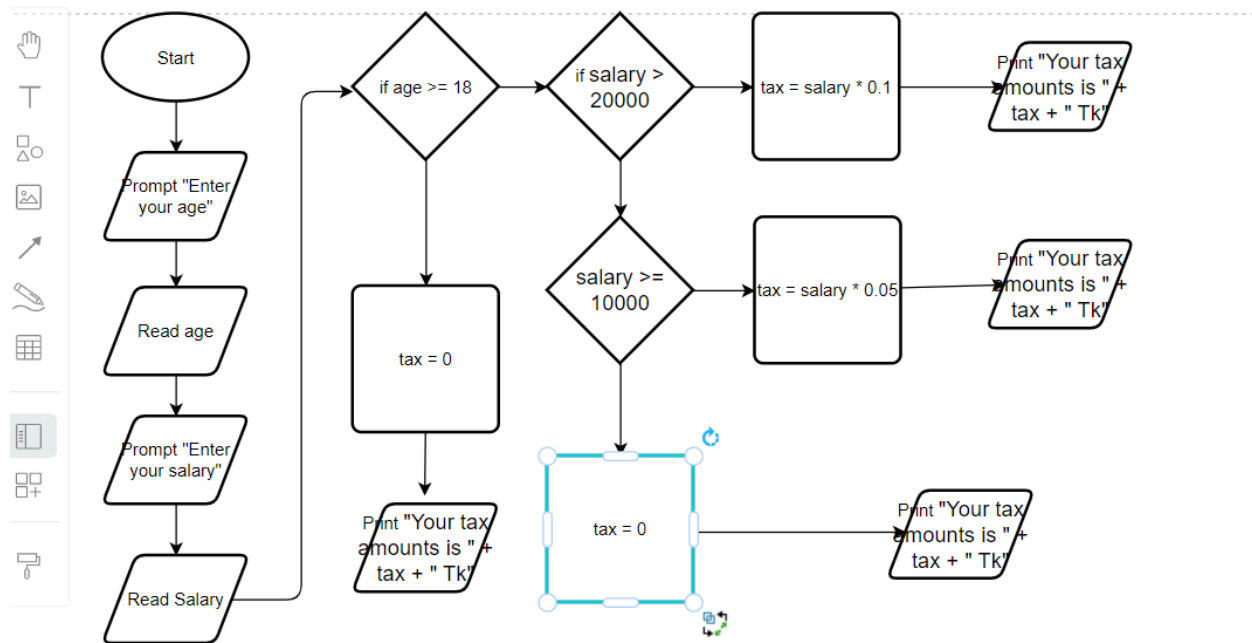 Start
Prompt "Enter
your age"
Read age
Prompt "Enter
your salary"
Read Salary
if age >= 18
tax = 0
Print "Your tax
amounts is " +
tax + " Tk"
if salary >
20000
tax = salary * 0.1
Print "Your tax
amounts is " +
tax + " Tk"
salary >=
10000
tax = salary * 0.05
Print "Your tax
amounts is " +
tax + " Tk"
tax = 0
Print "Your tax
amounts is " +
tax + " Tk"